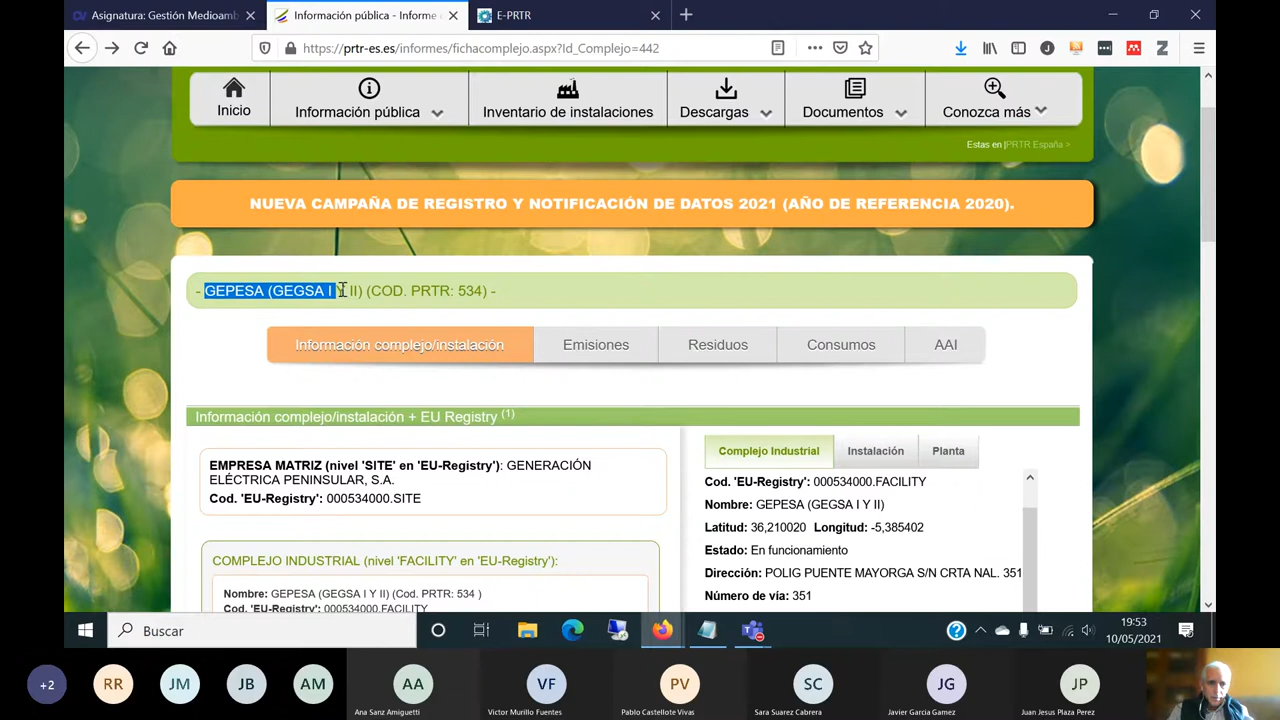 Asignatura: Gestión Medioamb
Información pública - Informe
E-PRTR
https://prtr-es.es/informes/fichacomplejo.aspx?Id_Complejo=442
Inicio
Información pública
Inventario de instalaciones
Descargas
Documentos
Conozca más
Estas en |PRTR España >
NUEVA CAMPAÑA DE REGISTRO Y NOTIFICACIÓN DE DATOS 2021 (AÑO DE REFERENCIA 2020).
- GEPESA (GEGSA I Y II) (COD. PRTR: 534) -
Información complejo/instalación
Emisiones
Residuos
Consumos
AAI
Información complejo/instalación + EU Registry (1)
EMPRESA MATRIZ (nivel 'SITE' en 'EU-Registry'): GENERACIÓN
ELÉCTRICA PENINSULAR, S.A.
Cod. 'EU-Registry': 000534000.SITE
COMPLEJO INDUSTRIAL (nivel 'FACILITY' en 'EU-Registry'):
Nombre: GEPESA (GEGSA I Y II) (Cod. PRTR: 534 )
Cod. 'EU-Registry': 000534000.FACILITY
Complejo Industrial
Instalación
Planta
Cod. 'EU-Registry': 000534000.FACILITY
Nombre: GEPESA (GEGSA I Y II)
Latitud: 36,210020 Longitud: -5,385402
Estado: En funcionamiento
Dirección: POLIG PUENTE MAYORGA S/N CRTA NAL. 351
Número de vía: 351
Buscar
19:53
10/05/2021
+2
RR
JM
JB
AM
AA
VF
PV
SC
JG
JP
Ana Sanz Amiguetti
Victor Murillo Fuentes
Pablo Castellote Vivas
Sara Suarez Cabrera
Javier Garcia Gamez
Juan Jesus Plaza Perez